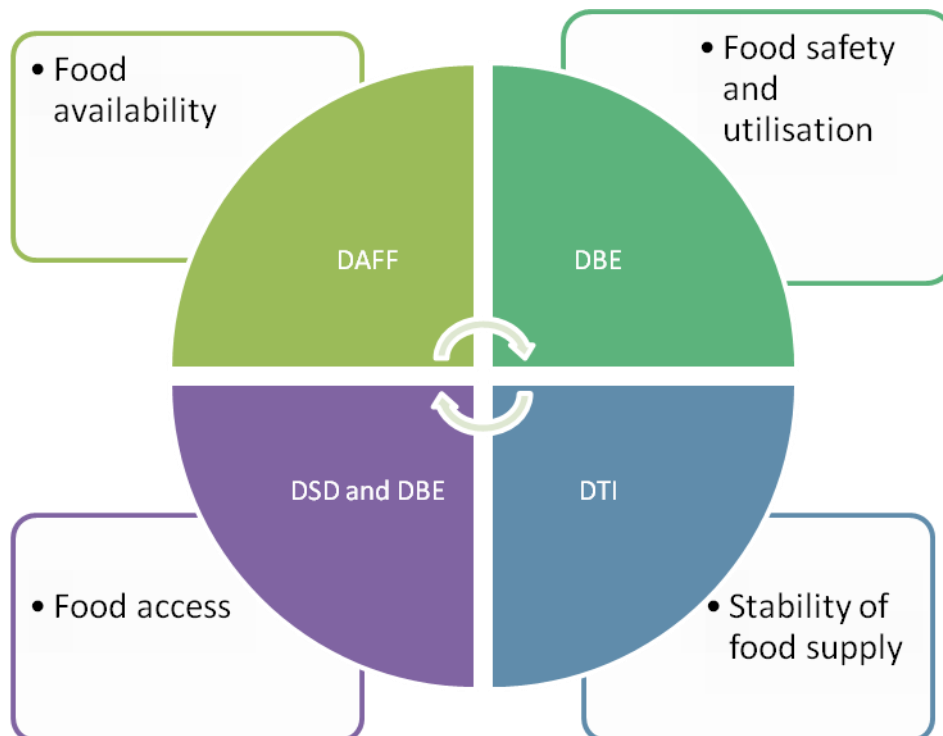 • Food
availability
• Food safety
and
utilisation
DAFF
DBE
DSD and DBE
DTI
• Food access
• Stability of
food supply